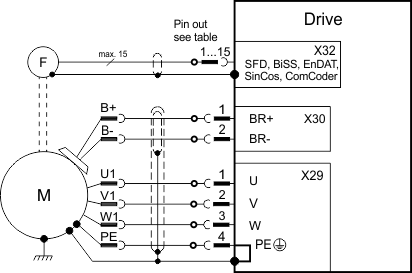 Pin out
see table
Drive
F
max. 15
1...15
X32
SFD, BiSS, EnDAT,
SinCos, ComCoder
B+
1
BR+
X30
B-
2
BR-
M
U1
1
U
X29
V1
2
V
W1
3
W
PE
4
PE